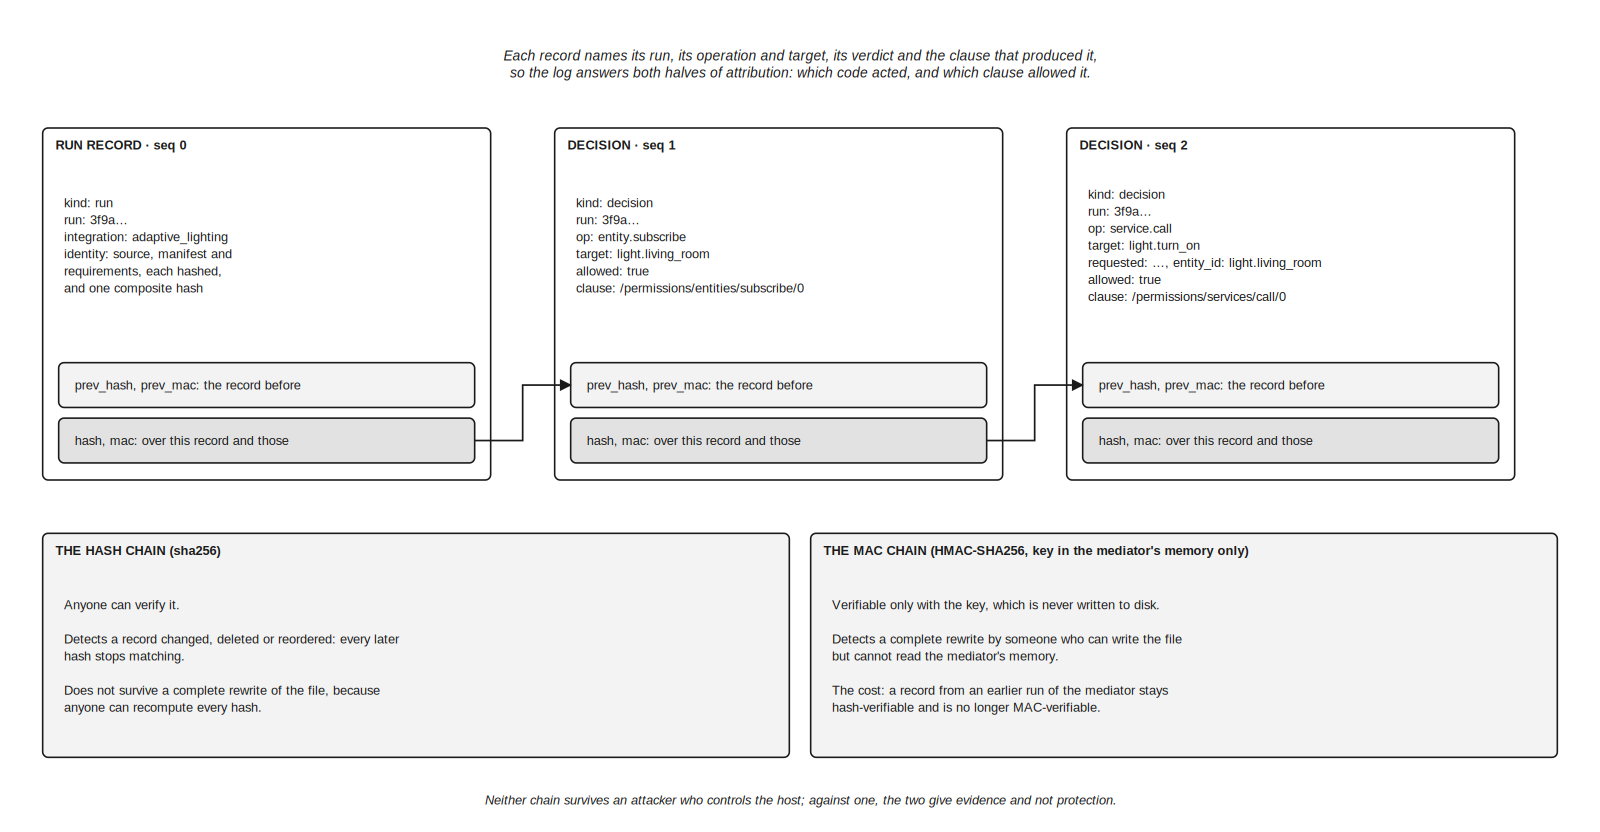 Each record names its run, its operation and target, its verdict and the clause that produced it,
so the log answers both halves of attribution: which code acted, and which clause allowed it.
RUN RECORD · seq 0
kind: run
run: 3f9a…
integration: adaptive_lighting
identity: source, manifest and
requirements, each hashed,
and one composite hash
prev_hash, prev_mac: the record before
hash, mac: over this record and those
DECISION · seq 1
kind: decision
run: 3f9a…
op: entity.subscribe
target: light.living_room
allowed: true
clause: /permissions/entities/subscribe/0
prev_hash, prev_mac: the record before
hash, mac: over this record and those
DECISION · seq 2
kind: decision
run: 3f9a…
op: service.call
target: light.turn_on
requested: …, entity_id: light.living_room
allowed: true
clause: /permissions/services/call/0
prev_hash, prev_mac: the record before
hash, mac: over this record and those
THE HASH CHAIN (sha256)
Anyone can verify it.
Detects a record changed, deleted or reordered: every later
hash stops matching.
Does not survive a complete rewrite of the file, because
anyone can recompute every hash.
THE MAC CHAIN (HMAC-SHA256, key in the mediator's memory only)
Verifiable only with the key, which is never written to disk.
Detects a complete rewrite by someone who can write the file
but cannot read the mediator's memory.
The cost: a record from an earlier run of the mediator stays
hash-verifiable and is no longer MAC-verifiable.
Neither chain survives an attacker who controls the host; against one, the two give evidence and not protection.